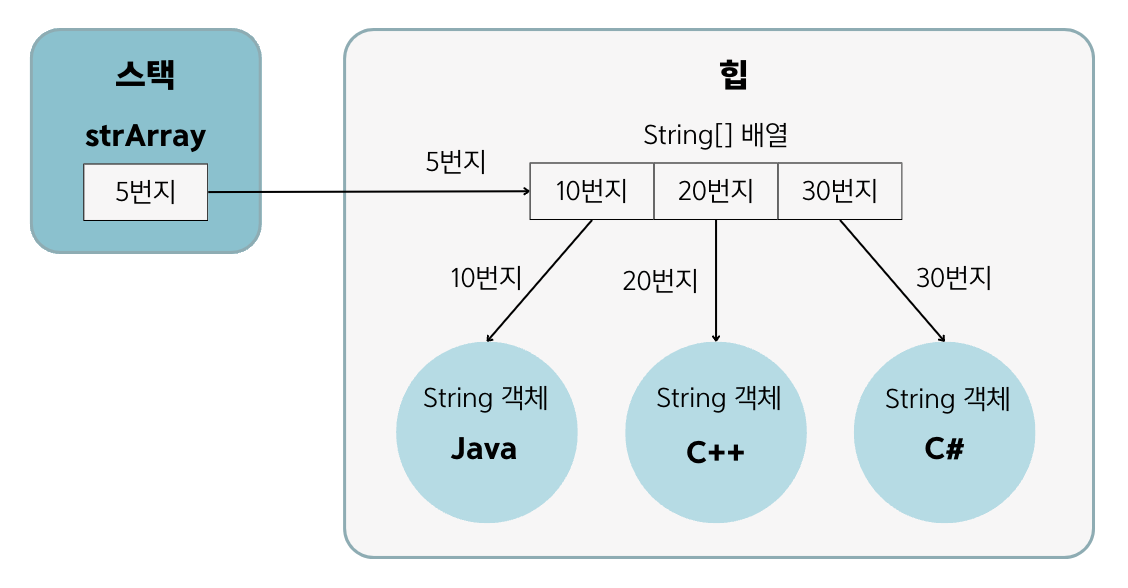 스택
strArray
5번지
5번지
힙
String[] 배열
10번지
20번지
30번지
10번지
20번지
30번지
String 객체
Java
String 객체
C++
String 객체
C#